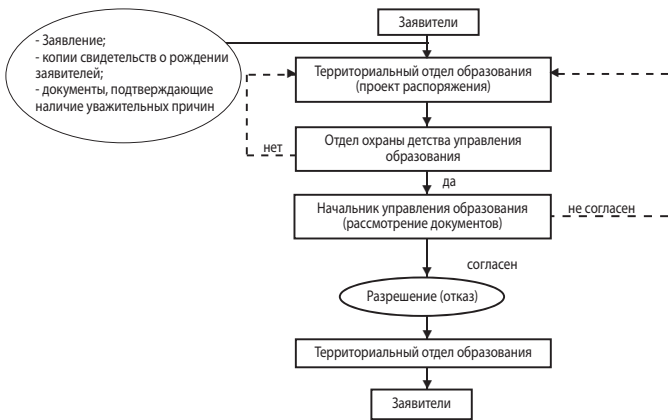 Заявители
- Заявление;
- копии свидетельств о рождении
заявителей;
- документы, подтверждающие
наличие уважительных причин
Территориальный отдел образования
(проект распоряжения)
нет
Отдел охраны детства управления
образования
да
Начальник управления образования
(рассмотрение документов)
не согласен
согласен
Разрешение (отказ)
Территориальный отдел образования
Заявители